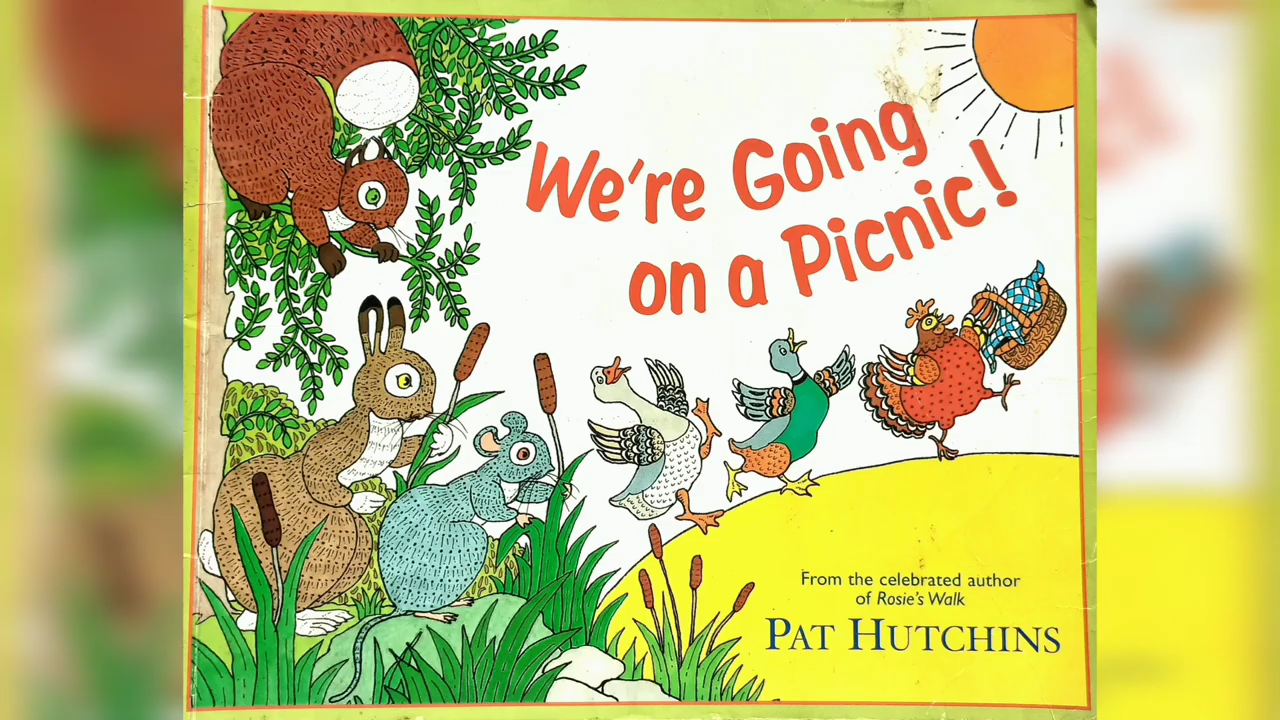 We're Going
on a Picnic!
From the celebrated author
of Rosie's Walk
PAT HUTCHINS